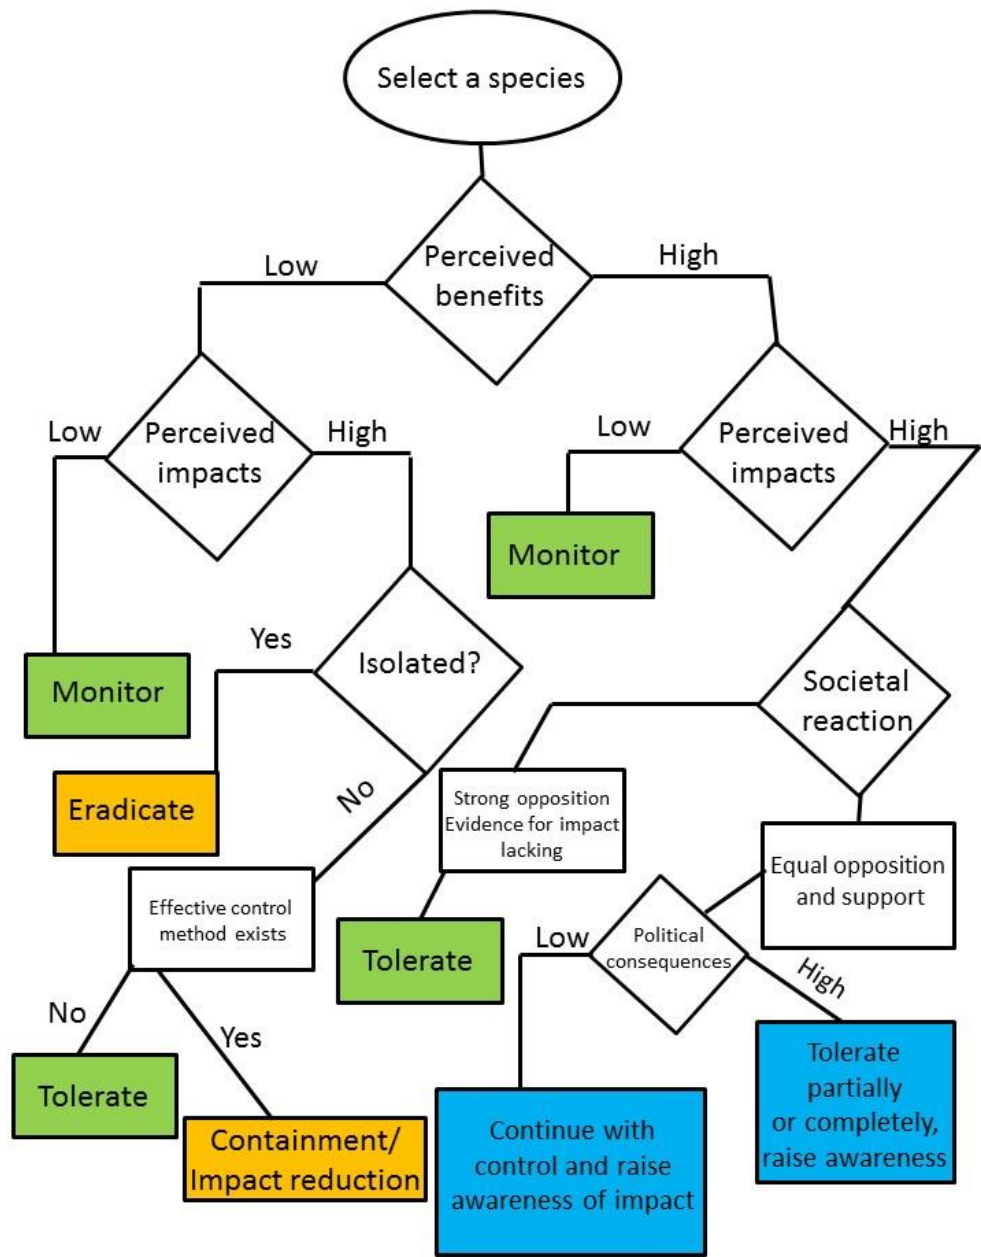 Select a species
Perceived
benefits
Low
High
Perceived
impacts
Low
High
Perceived
impacts
Low
High
Monitor
Monitor
Isolated?
Yes
No
Societal
reaction
Eradicate
Strong opposition
Evidence for impact
lacking
Equal opposition
and support
Effective control
method exists
Tolerate
Political
consequences
Low
High
No
Yes
Tolerate
Containment/
Impact reduction
Continue with
control and raise
awareness of impact
Tolerate
partially
or completely,
raise awareness